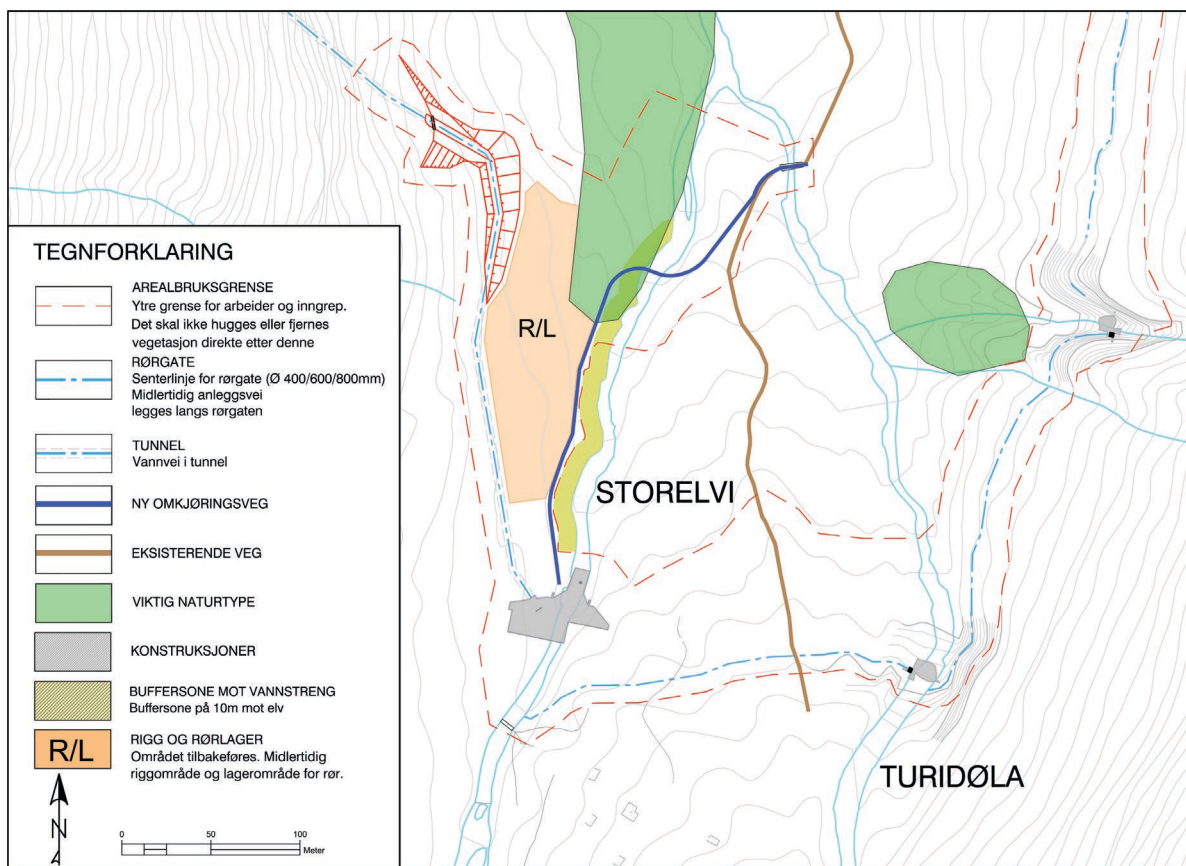 TEGNFORKLARING
AREALBRUKSGRENSE
Ytre grense for arbeider og inngrep.
Det skal ikke hugges eller fjernes
vegetasjon direkte etter denne
RØRGATE
Senterlinje for rørgate (Ø 400/600/800mm)
Midlertidig anleggsvei
legges langs rørgaten
TUNNEL
Vannvei i tunnel
NY OMKJØRINGSVEG
EKSISTERENDE VEG
VIKTIG NATURTYPE
KONSTRUKSJONER
BUFFERSONE MOT VANNSTRENG
Buffersone på 10m mot elv
R/L
RIGG OG RØRLAGER
Området tilbakeføres. Midlertidig
riggområde og lagerområde for rør.
N
0 50 100
Meter
R/L
STORELVI
TURIDØLA